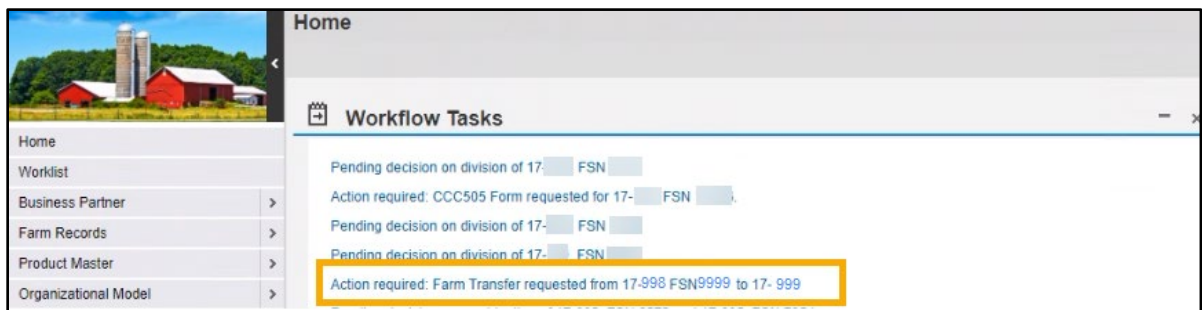 Home
Workflow Tasks
Home
Worklist
Business Partner
Farm Records
Product Master
Organizational Model
Pending decision on division of 17- FSN
Action required: CCC505 Form requested for 17- FSN .
Pending decision on division of 17- FSN
Pending decision on division of 17- FSN
Action required: Farm Transfer requested from 17-998 FSN9999 to 17- 999